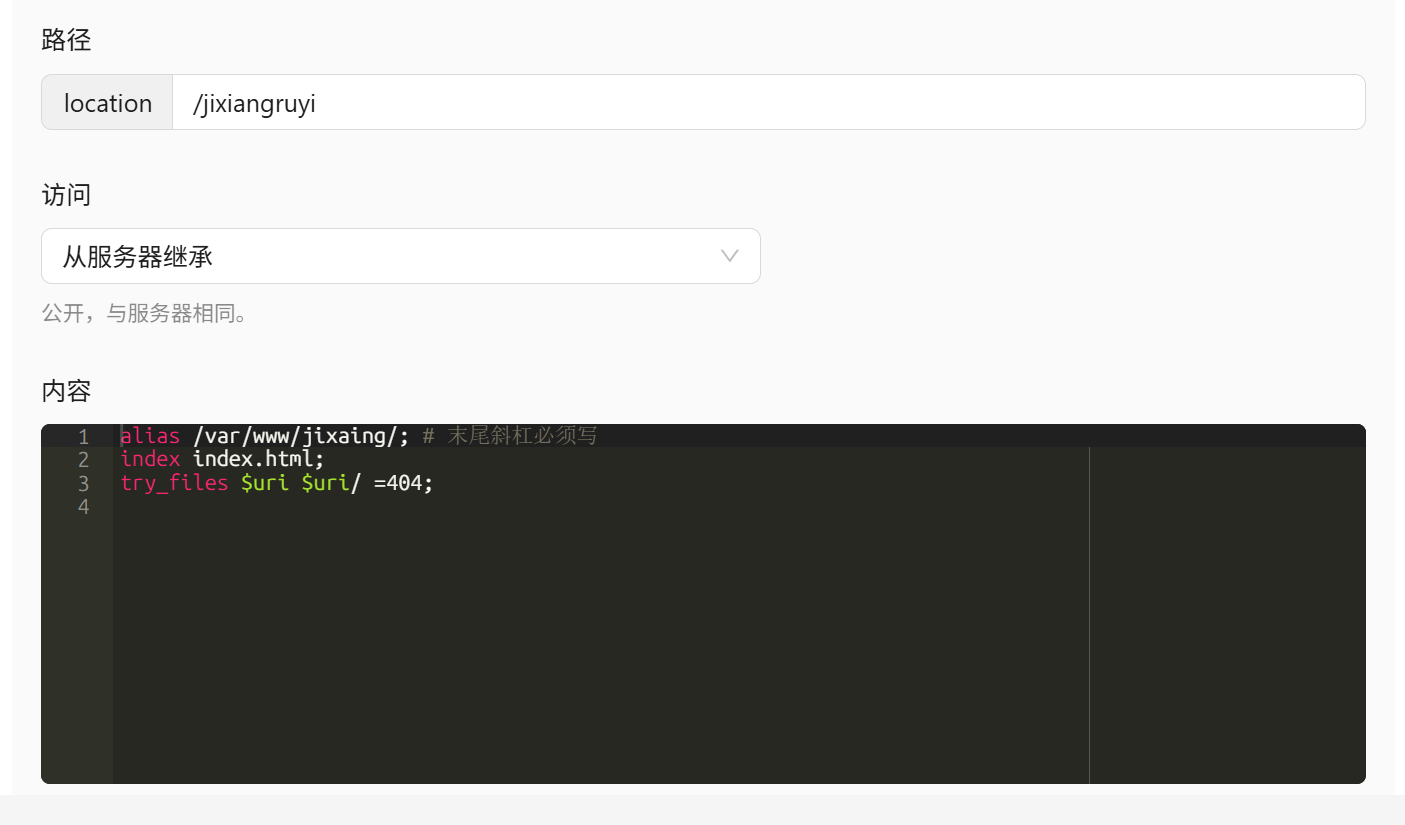 路径
location /jixiangruyi
访问
从服务器继承
公开，与服务器相同。
内容
1 alias /var/www/jixaing/; # 末尾斜杠必须写
2 index index.html;
3 try_files $uri $uri/ =404;
4